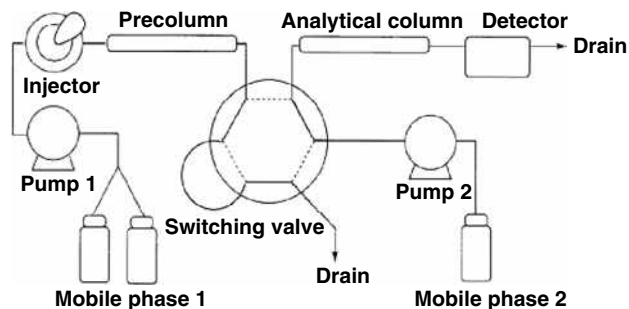 Precolumn
Analytical column
Detector
Drain
Injector
Pump 1
Pump 2
Switching valve
Drain
Mobile phase 1
Mobile phase 2